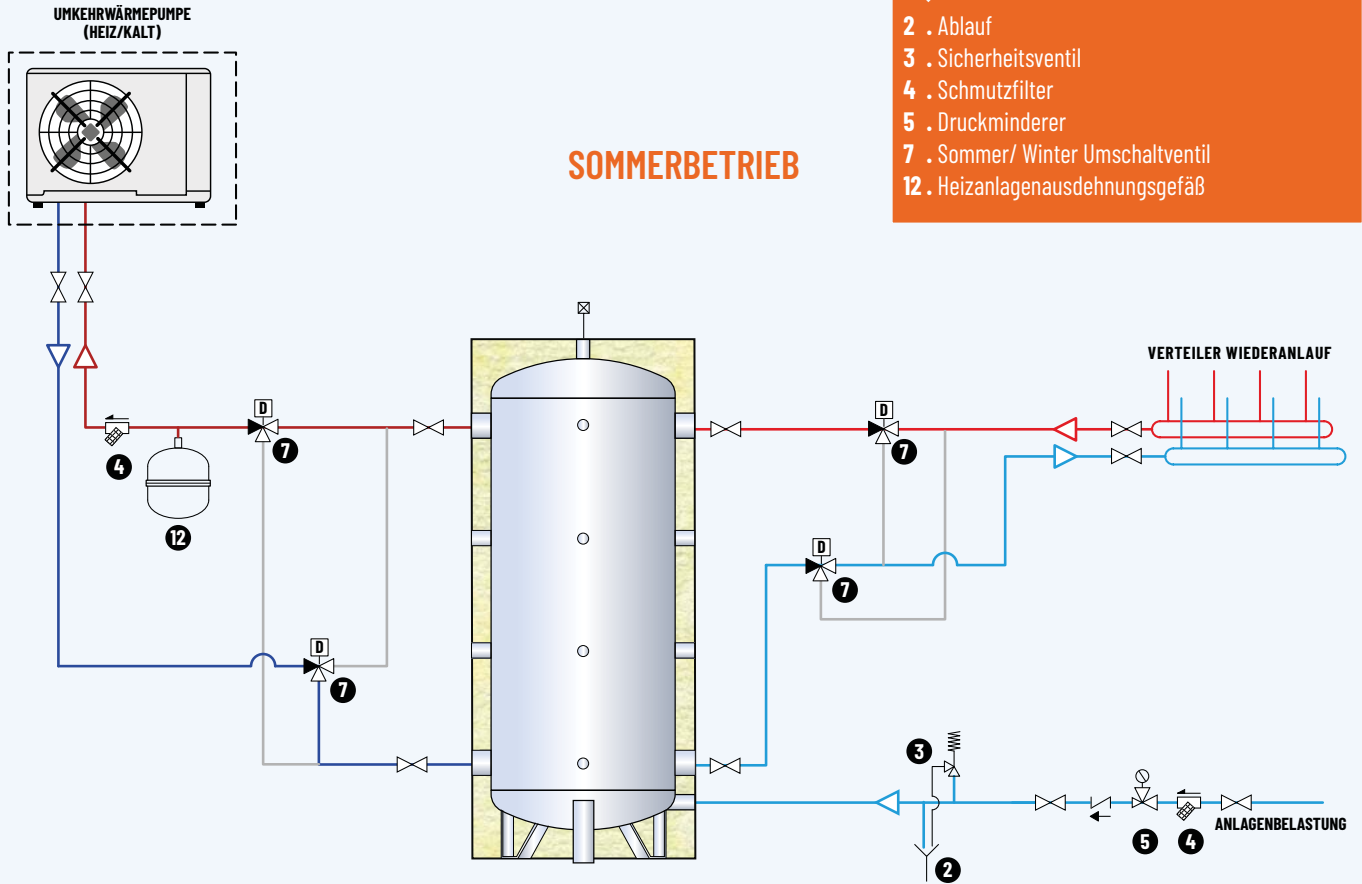 UMKEHRWÄRMEPUMPE
(HEIZ/KALT)
2 . Ablauf
3 . Sicherheitsventil
4 . Schmutzfilter
5 . Druckminderer
7 . Sommer/ Winter Umschaltventil
12 . Heizanlagenausdehnungsgefäß
SOMMERBETRIEB
VERTEILER WIEDERANLAUF
D
7
D
7
4
12
D
7
D
7
3
ANLAGENBELASTUNG
5
4
2